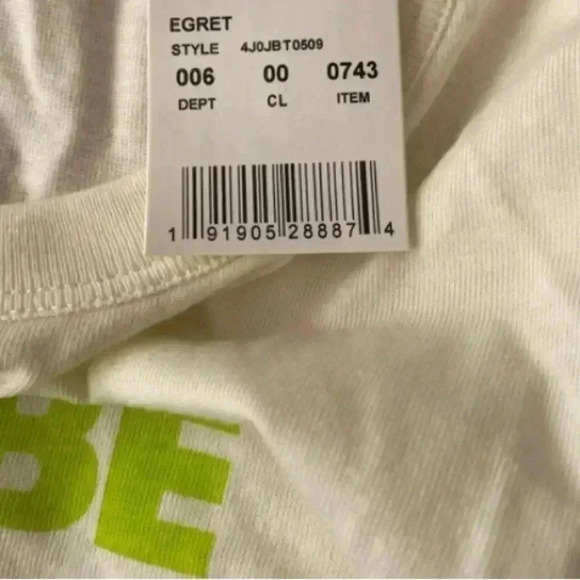 EGRET
STYLE 4J0JBT0509
006 00 0743
DEPT CL ITEM
1 91905 28887 4
BE